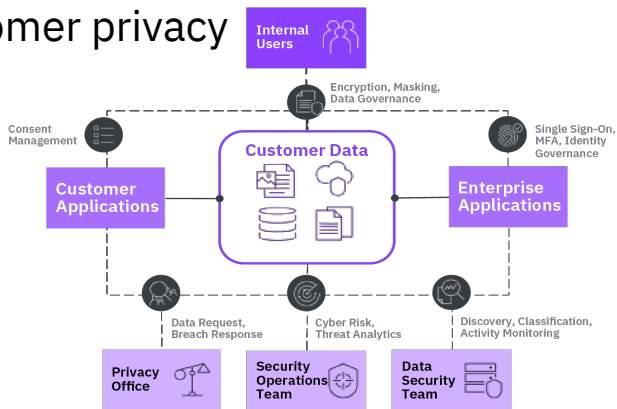 omer privacy
Internal
Users
Encryption, Masking,
Data Governance
Consent
Management
Single Sign-On,
MFA, Identity
Governance
Customer Data
Customer
Applications
Enterprise
Applications
Data Request,
Breach Response
Cyber Risk,
Threat Analytics
Discovery, Classification,
Activity Monitoring
Privacy
Office
Security
Operations
Team
Data
Security
Team